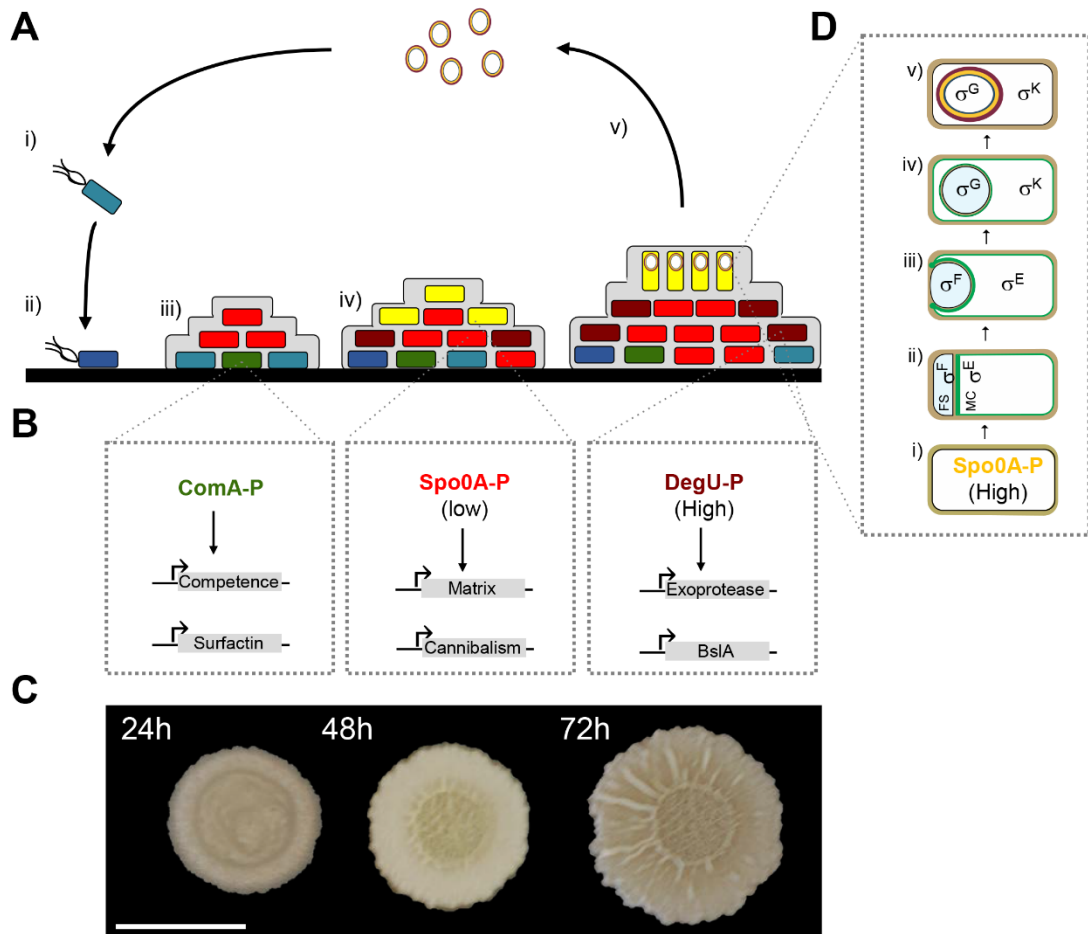 A
i)
ii)
iii)
iv)
v)
B
ComA-P
Competence
Surfactin
Spo0A-P
(low)
Matrix
Cannibalism
DegU-P
(High)
Exoprotease
BslA
C
24h
48h
72h
D
v)
σG
σK
iv)
σG
σK
iii)
σF
σE
ii)
FS
σF
MC
σE
i)
Spo0A-P
(High)